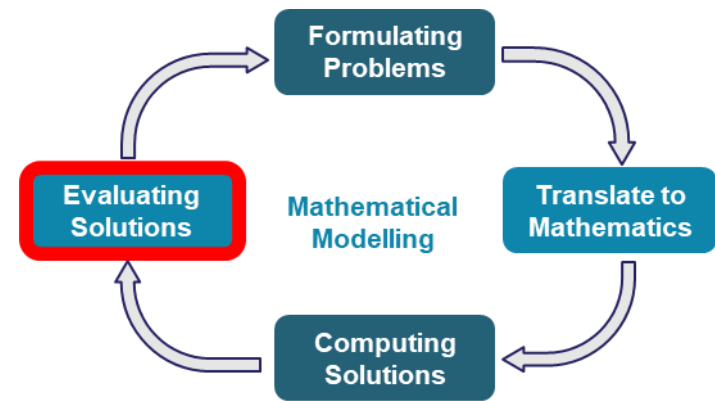 Formulating
Problems
Evaluating
Solutions
Mathematical
Modelling
Translate to
Mathematics
Computing
Solutions